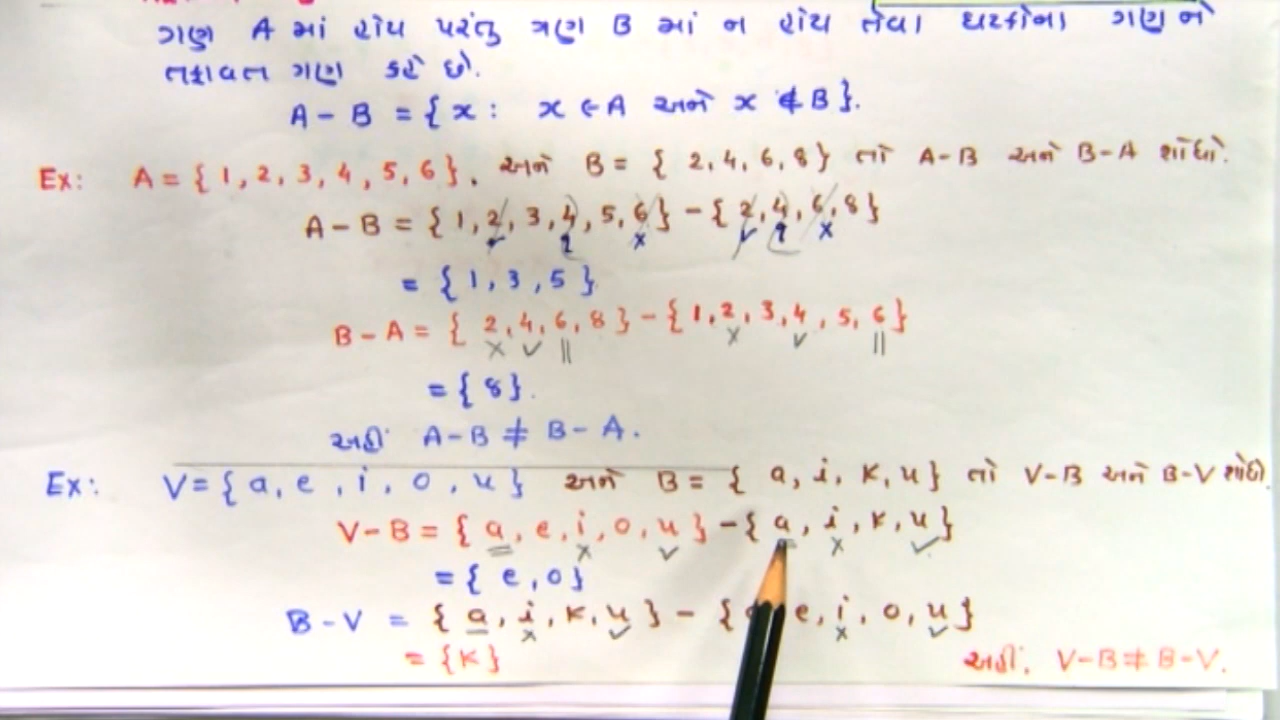 ગણ A માં હોય પરંતુ ગણ B માં ન હોય તેવા ઘટકોના ગણ ને
તફાવત ગણ કહે છે.
A - B = { x : x ∈ A અને x ∉ B }.
Ex: A = { 1, 2, 3, 4, 5, 6 }. અને B = { 2, 4, 6, 8 } તો A-B અને B-A શોધો.
A - B = { 1, 2, 3, 4, 5, 6 } - { 2, 4, 6, 8 }
= { 1, 3, 5 }
B - A = { 2, 4, 6, 8 } - { 1, 2, 3, 4, 5, 6 }
= { 8 }.
અહીં A - B ≠ B - A.
Ex: V = { a, e, i, o, u } અને B = { a, i, k, u } તો V-B અને B-V શોધો.
V - B = { a, e, i, o, u } - { a, i, k, u }
= { e, o }
B - V = { a, i, k, u } - { e, i, o, u }
= { k } અહીં. V-B ≠ B-V.